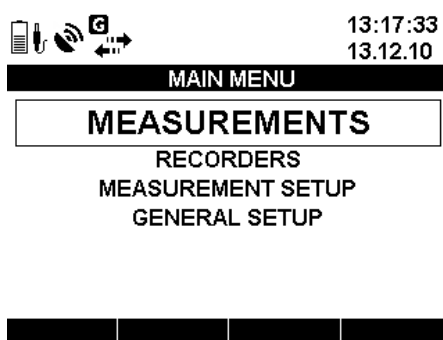 G
13:17:33
13.12.10
MAIN MENU
MEASUREMENTS
RECORDERS
MEASUREMENT SETUP
GENERAL SETUP